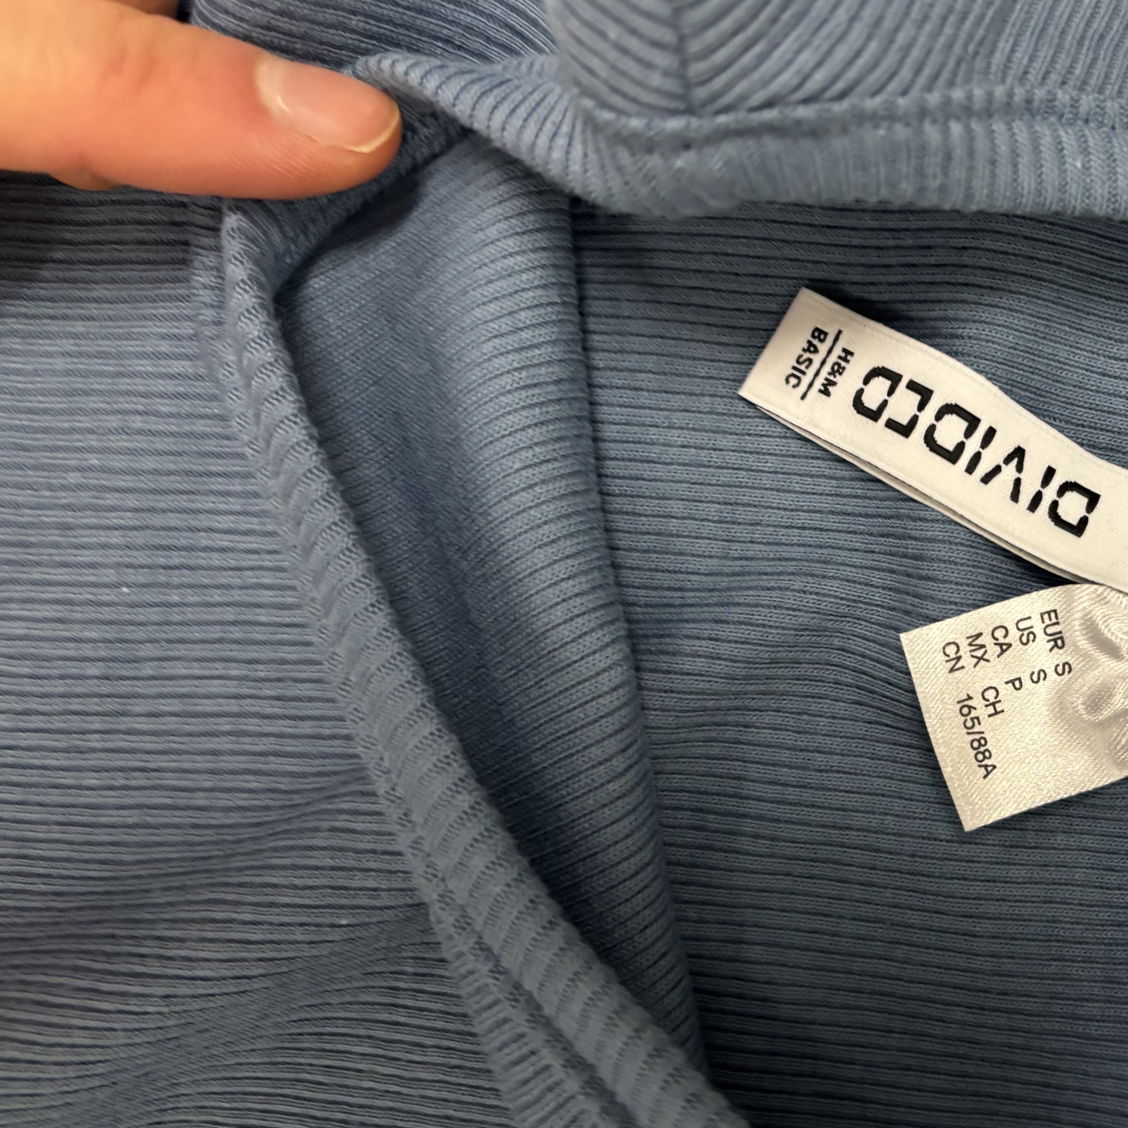 DIVIDED
H&M
BASIC
EUR S
US S
CA P
MX CH
CN 165/88A